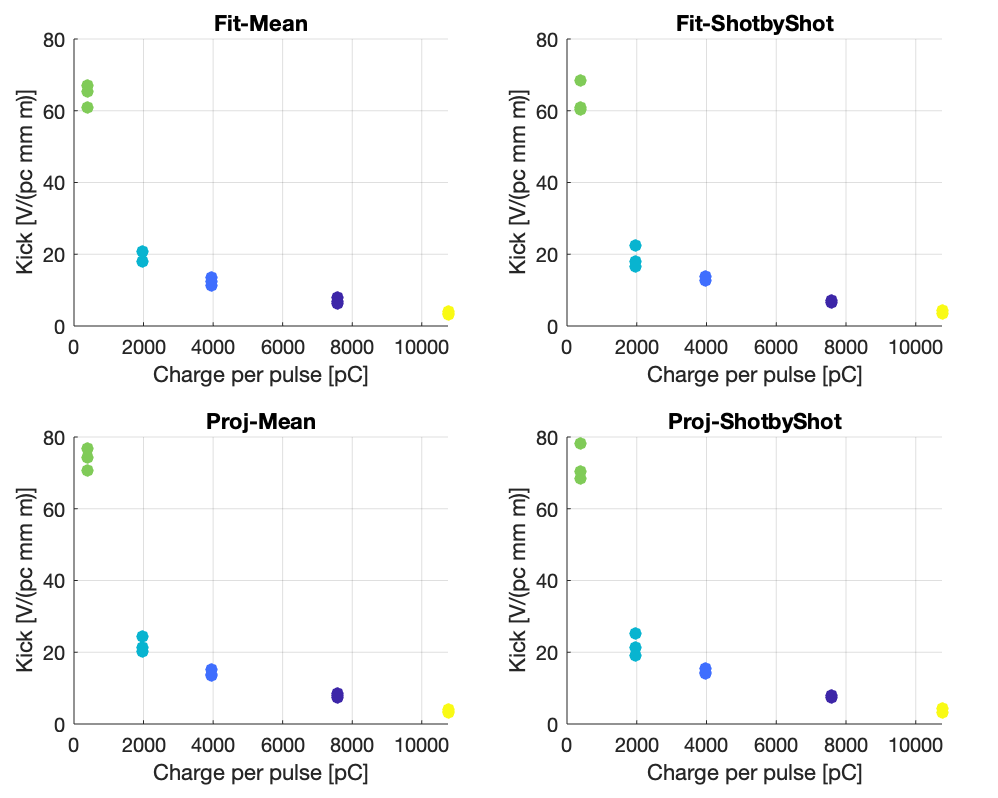 Fit-Mean
80
60
40
20
0
Kick [V/(pc mm m)]
0 2000 4000 6000 8000 10000
Charge per pulse [pC]
Fit-ShotbyShot
80
60
40
20
0
Kick [V/(pc mm m)]
0 2000 4000 6000 8000 10000
Charge per pulse [pC]
Proj-Mean
80
60
40
20
0
Kick [V/(pc mm m)]
0 2000 4000 6000 8000 10000
Charge per pulse [pC]
Proj-ShotbyShot
80
60
40
20
0
Kick [V/(pc mm m)]
0 2000 4000 6000 8000 10000
Charge per pulse [pC]